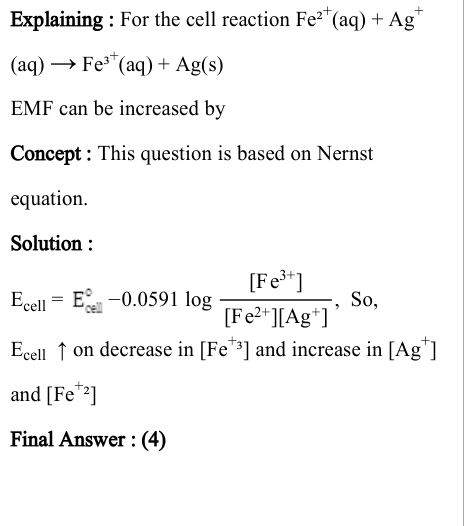 Explaining : For the cell reaction Fe²⁺(aq) + Ag⁺
(aq) ⟶ Fe³⁺(aq) + Ag(s)
EMF can be increased by
Concept : This question is based on Nernst
equation.
Solution :
E_cell = E°_cell −0.0591 log [Fe³⁺] / [Fe²⁺][Ag⁺] , So,
E_cell ↑ on decrease in [Fe⁺³] and increase in [Ag⁺]
and [Fe⁺²]
Final Answer : (4)